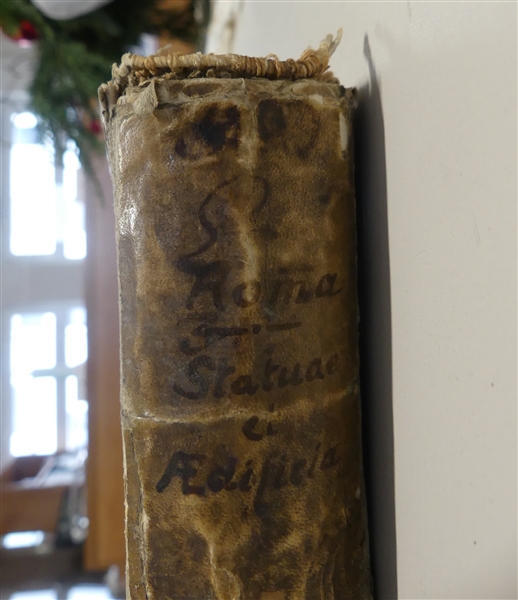 Roma
Statuae
et
Ædificia